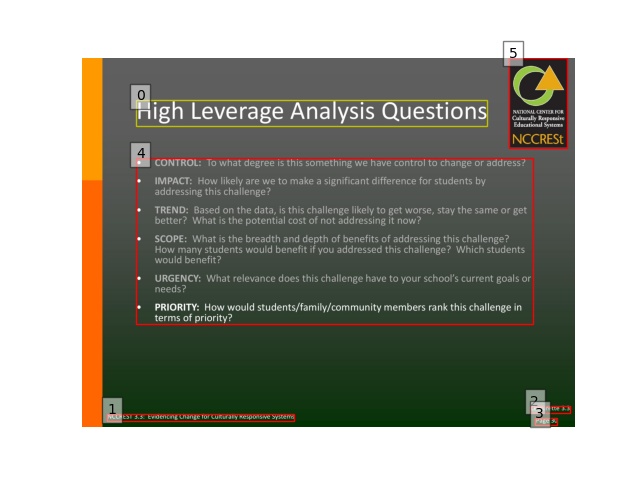 High Leverage Analysis Questions
NATIONAL CENTER FOR
Culturally Responsive
Educational Systems
NCCRESt
• CONTROL: To what degree is this something we have control to change or address?
• IMPACT: How likely are we to make a significant difference for students by
addressing this challenge?
• TREND: Based on the data, is this challenge likely to get worse, stay the same or get
better? What is the potential cost of not addressing it now?
• SCOPE: What is the breadth and depth of benefits of addressing this challenge?
How many students would benefit if you addressed this challenge? Which students
would benefit?
• URGENCY: What relevance does this challenge have to your school's current goals or
needs?
• PRIORITY: How would students/family/community members rank this challenge in
terms of priority?
NCCREST 3.3: Evidencing Change for Culturally Responsive Systems
3.3
0
1
2
3
4
5